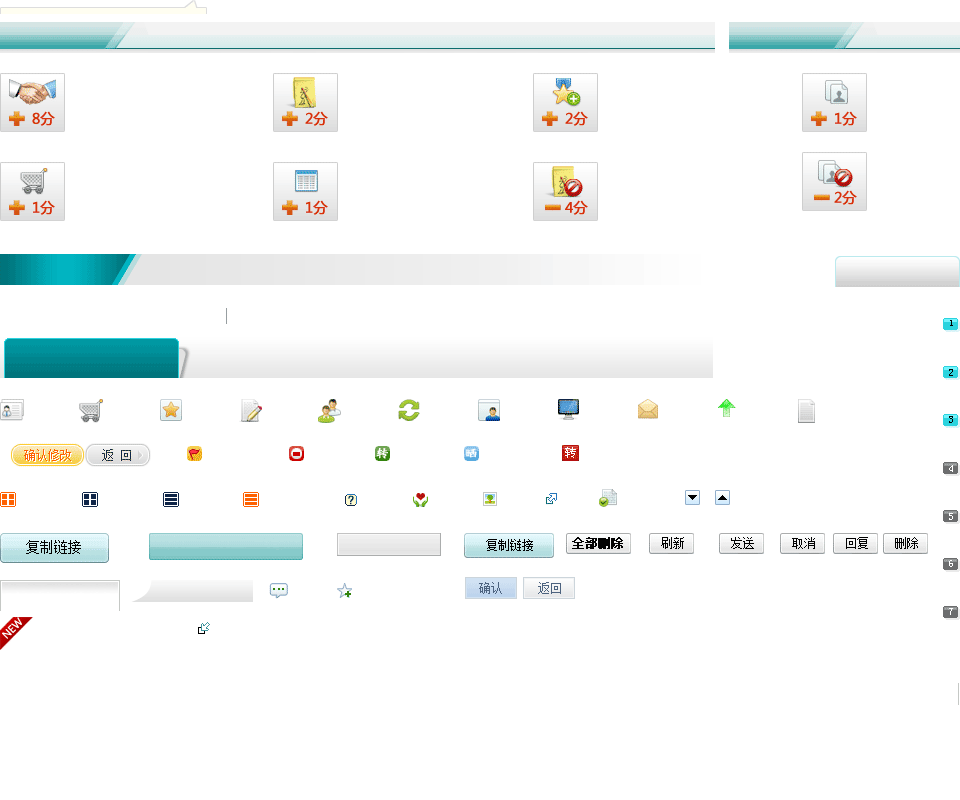 + 8分
+ 2分
+ 2分
+ 1分
+ 1分
+ 1分
− 4分
− 2分
1
2
3
4
5
6
7
确认修改 返 回
转
晒
转
?
复制链接
复制链接 全部删除 刷新 发送 取消 回复 删除
确认 返回
NEW